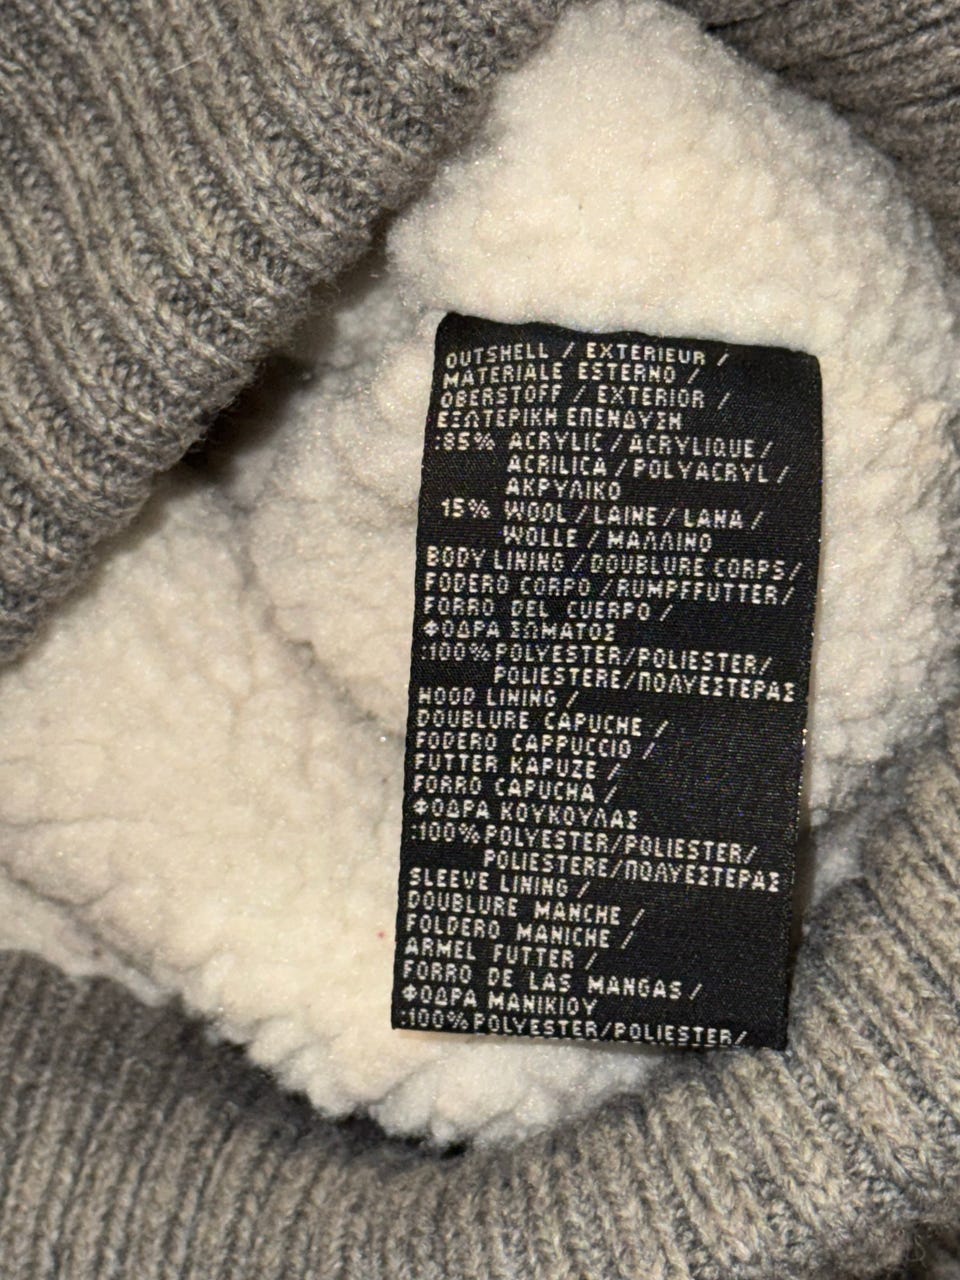 OUTSHELL / EXTERIEUR /
MATERIALE ESTERNO /
OBERSTOFF / EXTERIOR /
ΕΞΩΤΕΡΙΚΗ ΕΠΕΝΔΥΣΗ
:85% ACRYLIC / ACRYLIQUE /
ACRILICA / POLYACRYL /
ΑΚΡΥΛΙΚΟ
15% WOOL / LAINE / LANA /
WOLLE / ΜΑΛΛΙΝΟ
BODY LINING / DOUBLURE CORPS/
FODERO CORPO /RUMPFFUTTER/
FORRO DEL CUERPO /
ΦΟΔΡΑ ΣΩΜΑΤΟΣ
:100% POLYESTER/POLIESTER/
POLIESTERE/ΠΟΛΥΕΣΤΕΡΑΣ
HOOD LINING /
DOUBLURE CAPUCHE /
FODERO CAPPUCCIO /
FUTTER KAPUZE /
FORRO CAPUCHA /
ΦΟΔΡΑ ΚΟΥΚΟΥΛΑΣ
:100% POLYESTER/POLIESTER/
POLIESTERE/ΠΟΛΥΕΣΤΕΡΑΣ
SLEEVE LINING /
DOUBLURE MANCHE /
FOLDERO MANICHE /
ARMEL FUTTER /
FORRO DE LAS MANGAS /
ΦΟΔΡΑ ΜΑΝΙΚΙΟΥ
:100% POLYESTER/POLIESTER/